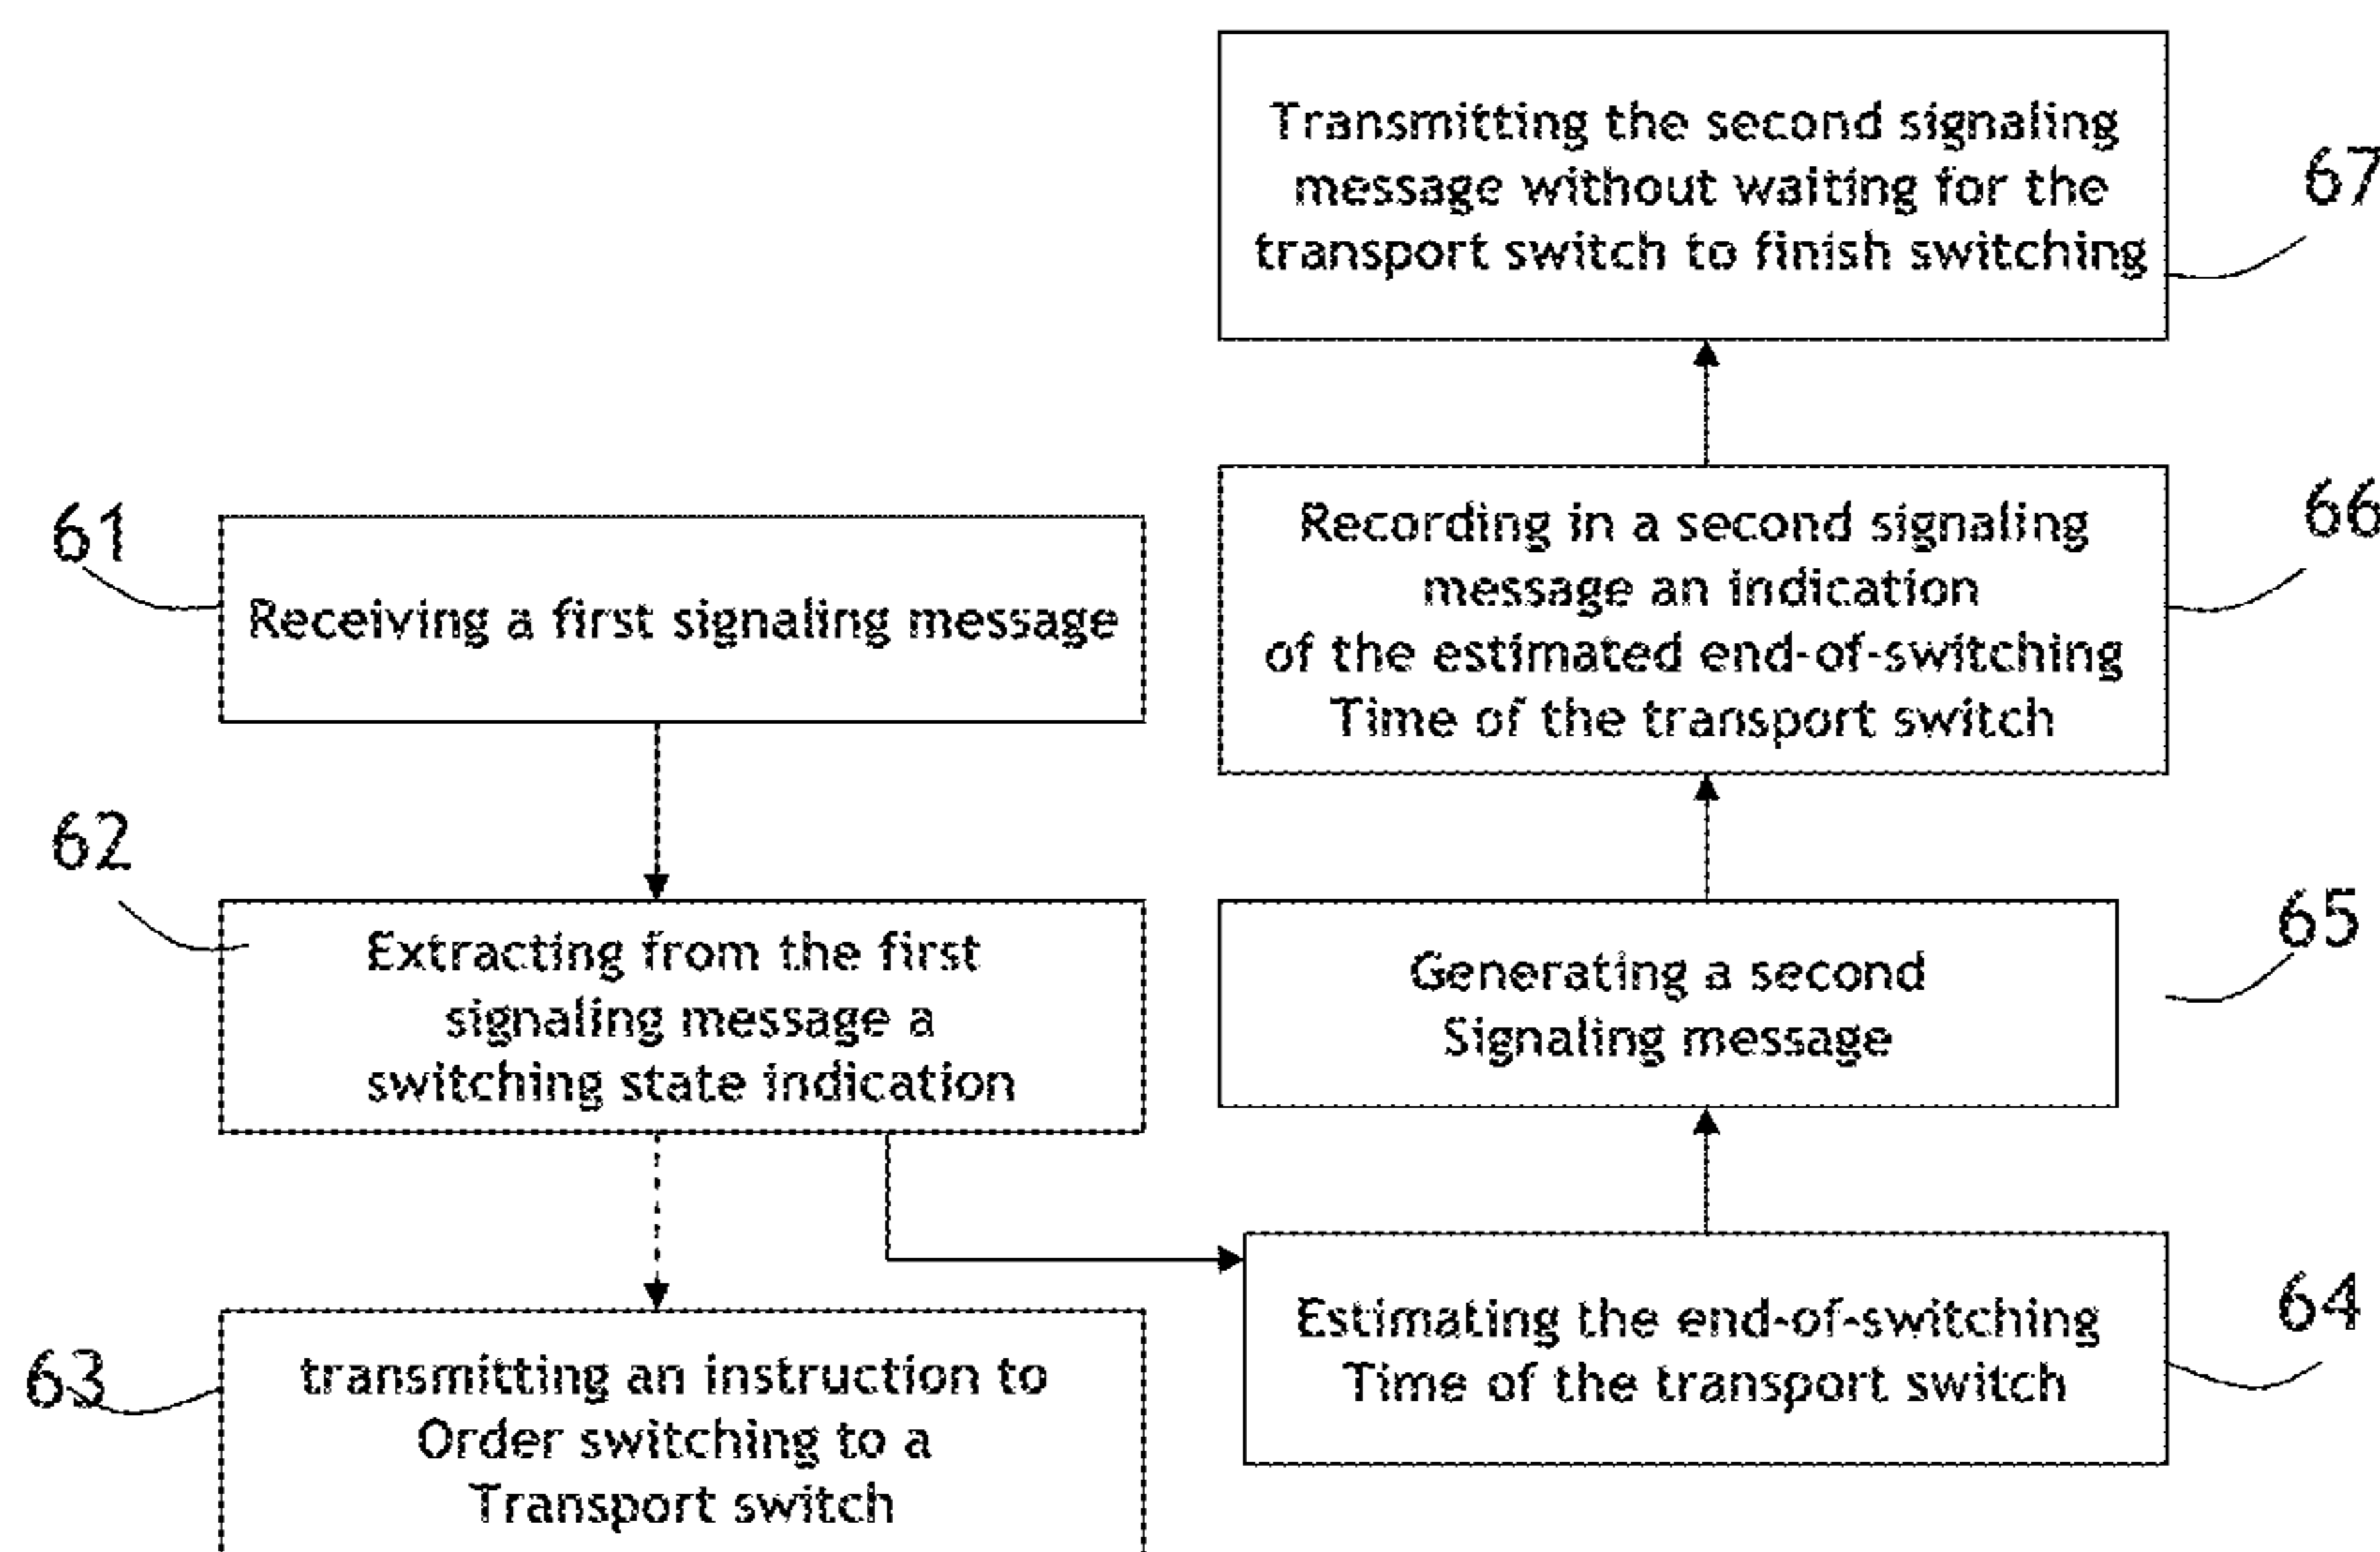 61
Receiving a first signaling message
62
Extracting from the first
signaling message a
switching state indication
63
transmitting an instruction to
Order switching to a
Transport switch
Transmitting the second signaling
message without waiting for the
transport switch to finish switching
67
Recording in a second signaling
message an indication
of the estimated end-of-switching
Time of the transport switch
66
Generating a second
Signaling message
65
Estimating the end-of-switching
Time of the transport switch
64